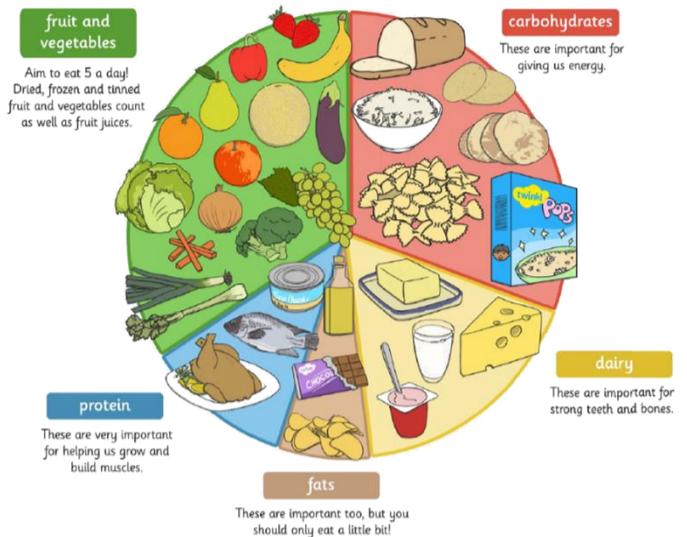 fruit and
vegetables
Aim to eat 5 a day!
Dried, frozen and tinned
fruit and vegetables count
as well as fruit juices.
carbohydrates
These are important for
giving us energy.
twinkl
POPS
CHOCOL
dairy
These are important for
strong teeth and bones.
protein
These are very important
for helping us grow and
build muscles.
fats
These are important too, but you
should only eat a little bit!